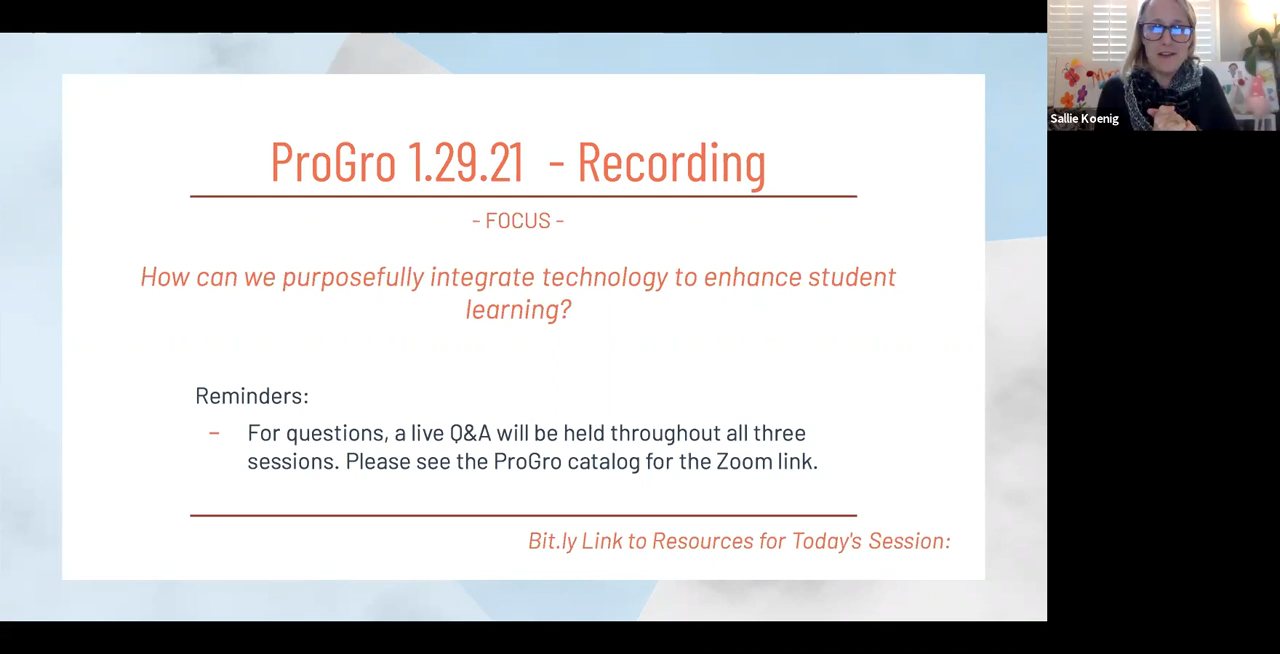 ProGro 1.29.21 - Recording
- FOCUS -
How can we purposefully integrate technology to enhance student
learning?
Reminders:
- For questions, a live Q&A will be held throughout all three
sessions. Please see the ProGro catalog for the Zoom link.
Bit.ly Link to Resources for Today's Session:
Sallie Koenig